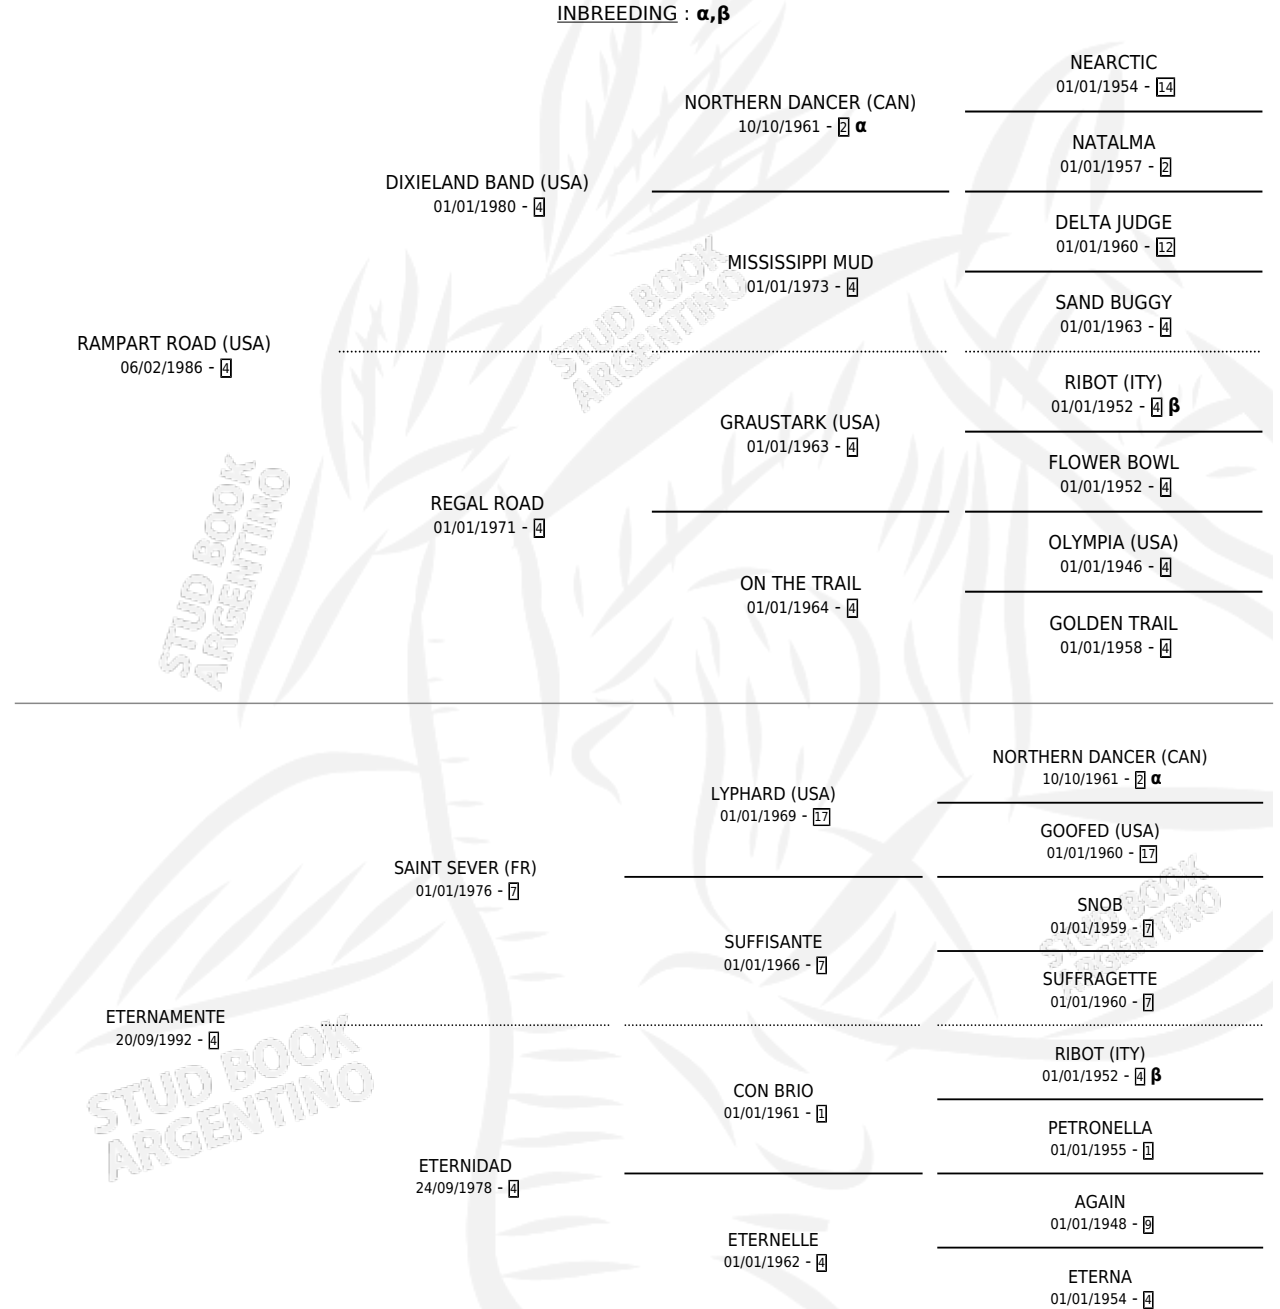 INBREEDING : α,β
NEARCTIC
01/01/1954 - 14
NORTHERN DANCER (CAN)
10/10/1961 - 2 α
NATALMA
01/01/1957 - 2
DIXIELAND BAND (USA)
01/01/1980 - 4
DELTA JUDGE
01/01/1960 - 12
MISSISSIPPI MUD
01/01/1973 - 4
SAND BUGGY
01/01/1963 - 4
RAMPART ROAD (USA)
06/02/1986 - 4
RIBOT (ITY)
01/01/1952 - 4 β
GRAUSTARK (USA)
01/01/1963 - 4
FLOWER BOWL
01/01/1952 - 4
REGAL ROAD
01/01/1971 - 4
OLYMPIA (USA)
01/01/1946 - 4
ON THE TRAIL
01/01/1964 - 4
GOLDEN TRAIL
01/01/1958 - 4
NORTHERN DANCER (CAN)
10/10/1961 - 2 α
LYPHARD (USA)
01/01/1969 - 17
GOOFED (USA)
01/01/1960 - 17
SAINT SEVER (FR)
01/01/1976 - 7
SNOB
01/01/1959 - 7
SUFFISANTE
01/01/1966 - 7
SUFFRAGETTE
01/01/1960 - 7
ETERNAMENTE
20/09/1992 - 4
RIBOT (ITY)
01/01/1952 - 4 β
CON BRIO
01/01/1961 - 1
PETRONELLA
01/01/1955 - 1
ETERNIDAD
24/09/1978 - 4
AGAIN
01/01/1948 - 9
ETERNELLE
01/01/1962 - 4
ETERNA
01/01/1954 - 4
STUD BOOK
ARGENTINO
STUD BOOK
ARGENTINO
STUD BOOK
ARGENTINO
STUD BOOK
ARGENTINO